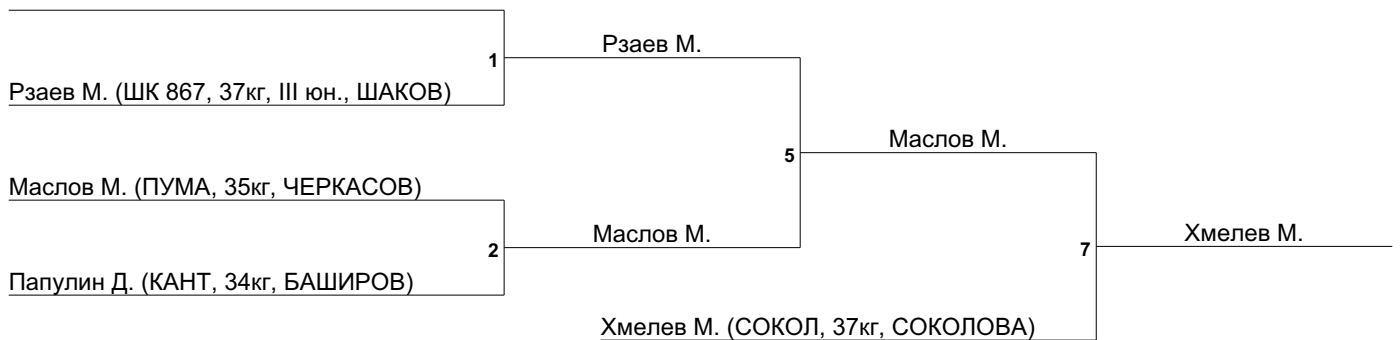 Рзаев М.
1
Рзаев М. (ШК 867, 37кг, III юн., ШАКОВ)
Маслов М.
5
Маслов М. (ПУМА, 35кг, ЧЕРКАСОВ)
Маслов М.
2
Хмелев М.
7
Папулин Д. (КАНТ, 34кг, БАШИРОВ)
Хмелев М. (СОКОЛ, 37кг, СОКОЛОВА)